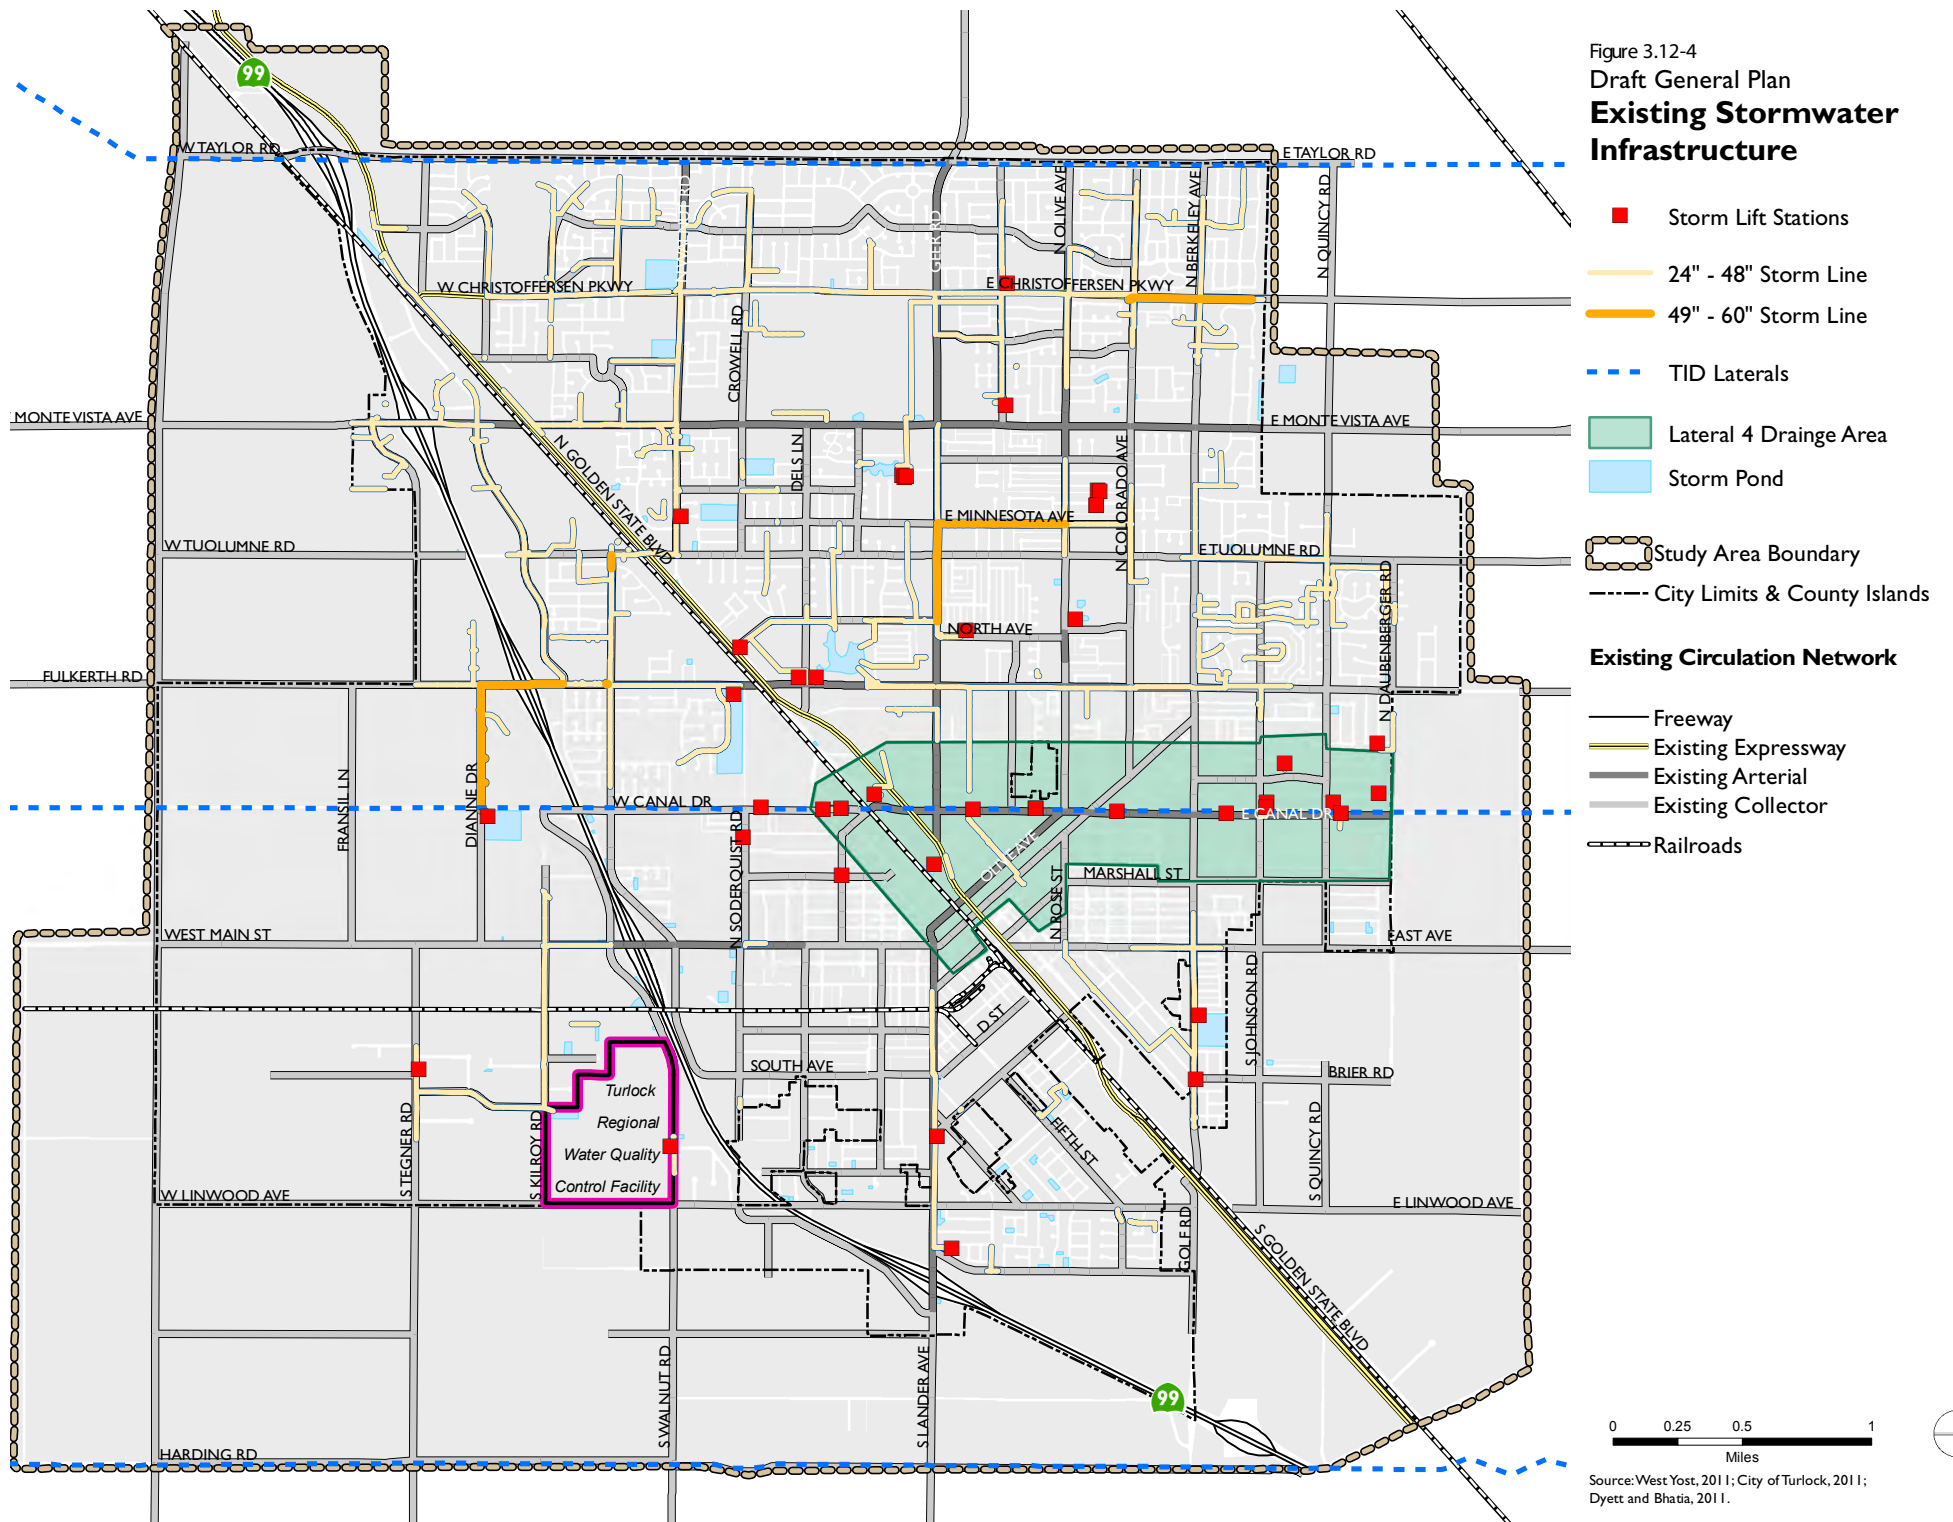 Figure 3.12-4
Draft General Plan
Existing Stormwater
Infrastructure
Storm Lift Stations
24" - 48" Storm Line
49" - 60" Storm Line
TID Laterals
Lateral 4 Drainge Area
Storm Pond
Study Area Boundary
City Limits & County Islands
Existing Circulation Network
Freeway
Existing Expressway
Existing Arterial
Existing Collector
Railroads
0 0.25 0.5 1
Miles
Source: West Yost, 2011; City of Turlock, 2011;
Dyett and Bhatia, 2011.
99
W TAYLOR RD
E TAYLOR RD
N OLIVE AVE
N BERKELEY AVE
N QUINCY RD
GEER RD
W CHRISTOFFERSEN PKWY
E CHRISTOFFERSEN PKWY
CROWELL RD
MONTE VISTA AVE
E MONTE VISTA AVE
N GOLDEN STATE BLVD
DELS LN
N COLORADO AVE
E MINNESOTA AVE
W TUOLUMNE RD
E TUOLUMNE RD
N DAUBENBERGER RD
NORTH AVE
FULKERTH RD
FRANSIL LN
DIANNE DR
W CANAL DR
E CANAL DR
N SODERQUIST RD
OLIVE AVE
N ROSE ST
MARSHALL ST
WEST MAIN ST
EAST AVE
S JOHNSON RD
D ST
SOUTH AVE
BRIER RD
Turlock
Regional
Water Quality
Control Facility
S TEGNER RD
S KILROY RD
FIFTH ST
S QUINCY RD
W LINWOOD AVE
E LINWOOD AVE
GOLF RD
S GOLDEN STATE BLVD
S WALNUT RD
S LANDER AVE
99
HARDING RD